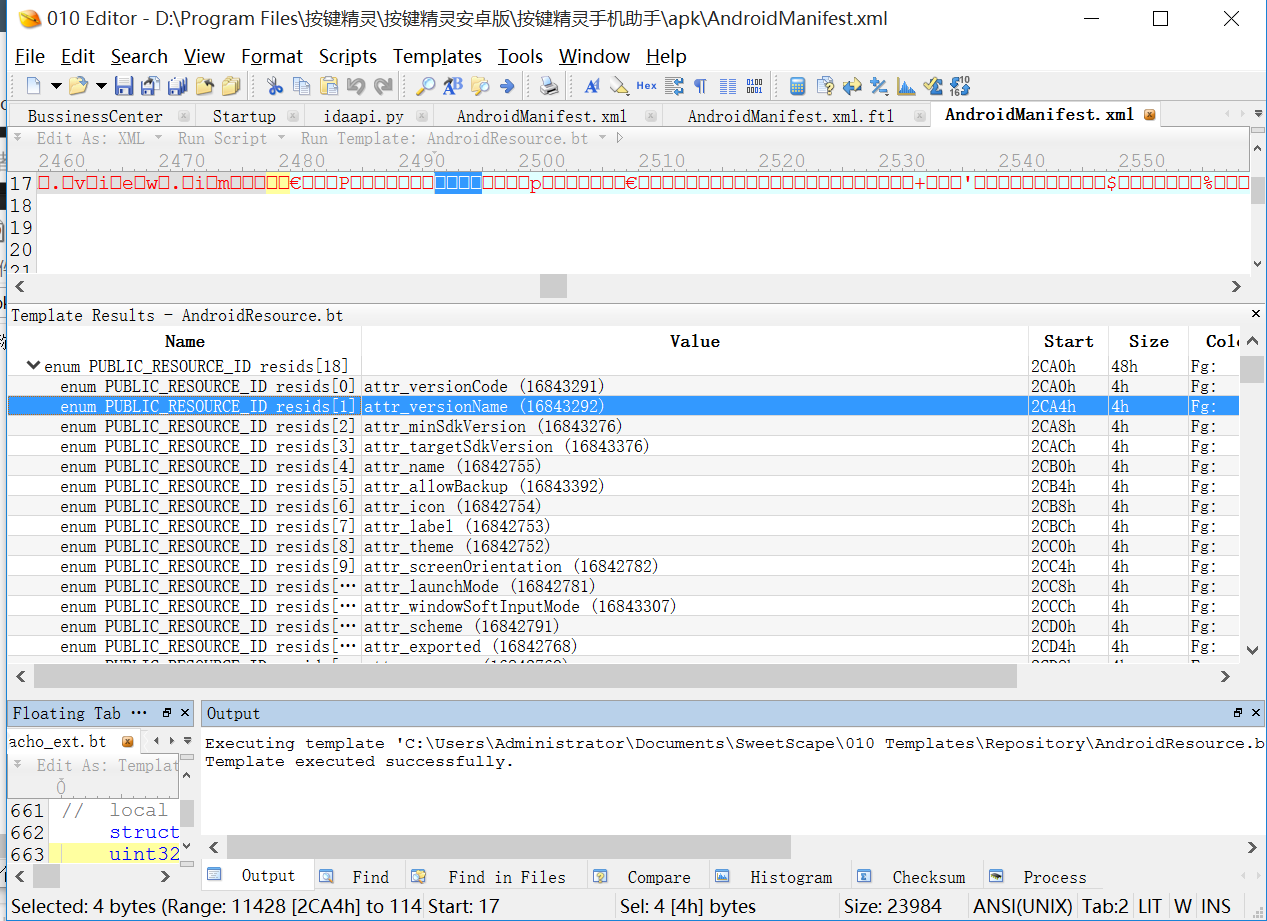 010 Editor - D:\Program Files\按键精灵\按键精灵安卓版\按键精灵手机助手\apk\AndroidManifest.xml
File Edit Search View Format Scripts Templates Tools Window Help
BussinessCenter Startup idaapi.py AndroidManifest.xml AndroidManifest.xml.ftl AndroidManifest.xml
Edit As: XML Run Script Run Template: AndroidResource.bt
2460 2470 2480 2490 2500 2510 2520 2530 2540 2550
17
18
19
20
21
Template Results - AndroidResource.bt
Name Value Start Size
enum PUBLIC_RESOURCE_ID resids[18] 2CA0h 48h Fg:
enum PUBLIC_RESOURCE_ID resids[0] attr_versionCode (16843291) 2CA0h 4h Fg:
enum PUBLIC_RESOURCE_ID resids[1] attr_versionName (16843292) 2CA4h 4h Fg:
enum PUBLIC_RESOURCE_ID resids[2] attr_minSdkVersion (16843276) 2CA8h 4h Fg:
enum PUBLIC_RESOURCE_ID resids[3] attr_targetSdkVersion (16843376) 2CACh 4h Fg:
enum PUBLIC_RESOURCE_ID resids[4] attr_name (16842755) 2CB0h 4h Fg:
enum PUBLIC_RESOURCE_ID resids[5] attr_allowBackup (16843392) 2CB4h 4h Fg:
enum PUBLIC_RESOURCE_ID resids[6] attr_icon (16842754) 2CB8h 4h Fg:
enum PUBLIC_RESOURCE_ID resids[7] attr_label (16842753) 2CBCh 4h Fg:
enum PUBLIC_RESOURCE_ID resids[8] attr_theme (16842752) 2CC0h 4h Fg:
enum PUBLIC_RESOURCE_ID resids[9] attr_screenOrientation (16842782) 2CC4h 4h Fg:
enum PUBLIC_RESOURCE_ID resids[… attr_launchMode (16842781) 2CC8h 4h Fg:
enum PUBLIC_RESOURCE_ID resids[… attr_windowSoftInputMode (16843307) 2CCCh 4h Fg:
enum PUBLIC_RESOURCE_ID resids[… attr_scheme (16842791) 2CD0h 4h Fg:
enum PUBLIC_RESOURCE_ID resids[… attr_exported (16842768) 2CD4h 4h Fg:
Floating Tab … Output
acho_ext.bt
Edit As: Templat
Executing template 'C:\Users\Administrator\Documents\SweetScape\010 Templates\Repository\AndroidResource.b
Template executed successfully.
661 // local
662 struct
663 uint32
Output Find Find in Files Compare Histogram Checksum Process
Selected: 4 bytes (Range: 11428 [2CA4h] to 114 Start: 17 Sel: 4 [4h] bytes Size: 23984 ANSI(UNIX) Tab:2 LIT W INS